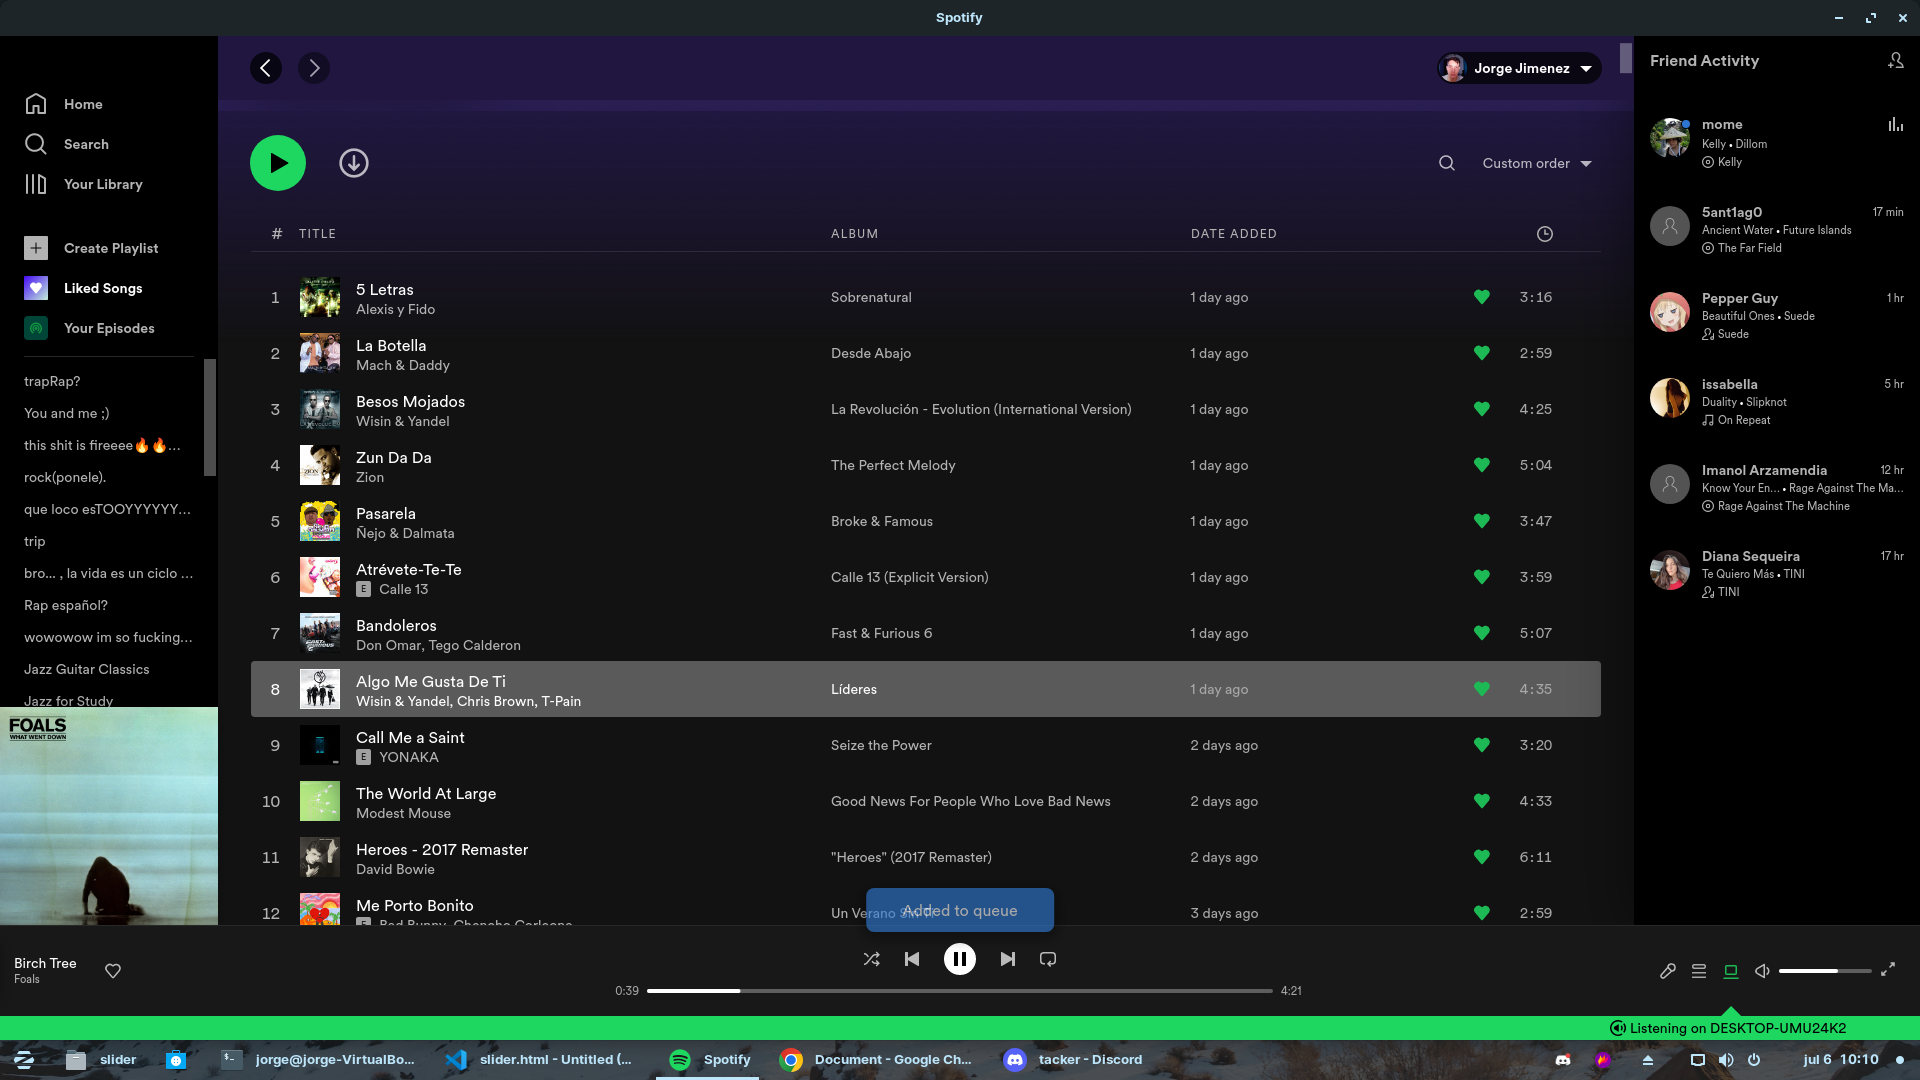 Spotify
Jorge Jimenez
Home
Search
Your Library
Create Playlist
Liked Songs
Your Episodes
trapRap?
You and me ;)
this shit is fireeee🔥🔥...
rock(ponele).
que loco esTOOYYYYYY...
trip
bro... , la vida es un ciclo ...
Rap español?
wowowow im so fucking...
Jazz Guitar Classics
Jazz for Study
FOALS
WHAT WENT DOWN
Custom order
# TITLE ALBUM DATE ADDED
1 5 Letras Sobrenatural 1 day ago 3:16
Alexis y Fido
2 La Botella Desde Abajo 1 day ago 2:59
Mach & Daddy
3 Besos Mojados La Revolución - Evolution (International Version) 1 day ago 4:25
Wisin & Yandel
4 Zun Da Da The Perfect Melody 1 day ago 5:04
Zion
5 Pasarela Broke & Famous 1 day ago 3:47
Ñejo & Dalmata
6 Atrévete-Te-Te Calle 13 (Explicit Version) 1 day ago 3:59
E Calle 13
7 Bandoleros Fast & Furious 6 1 day ago 5:07
Don Omar, Tego Calderon
8 Algo Me Gusta De Ti Líderes 1 day ago 4:35
Wisin & Yandel, Chris Brown, T-Pain
9 Call Me a Saint Seize the Power 2 days ago 3:20
E YONAKA
10 The World At Large Good News For People Who Love Bad News 2 days ago 4:33
Modest Mouse
11 Heroes - 2017 Remaster "Heroes" (2017 Remaster) 2 days ago 6:11
David Bowie
12 Me Porto Bonito Un Verano Sin Ti 3 days ago 2:59
E Bad Bunny, Chencho Corleone
Added to queue
Friend Activity
mome
Kelly • Dillom
Kelly
5ant1ag0 17 min
Ancient Water • Future Islands
The Far Field
Pepper Guy 1 hr
Beautiful Ones • Suede
Suede
issabella 5 hr
Duality • Slipknot
On Repeat
Imanol Arzamendia 12 hr
Know Your En... • Rage Against The Ma...
Rage Against The Machine
Diana Sequeira 17 hr
Te Quiero Más • TINI
TINI
Birch Tree
Foals
0:39 4:21
Listening on DESKTOP-UMU24K2
slider
jorge@jorge-VirtualBo...
slider.html - Untitled (...
Spotify
Document - Google Ch...
tacker - Discord
jul 6 10:10